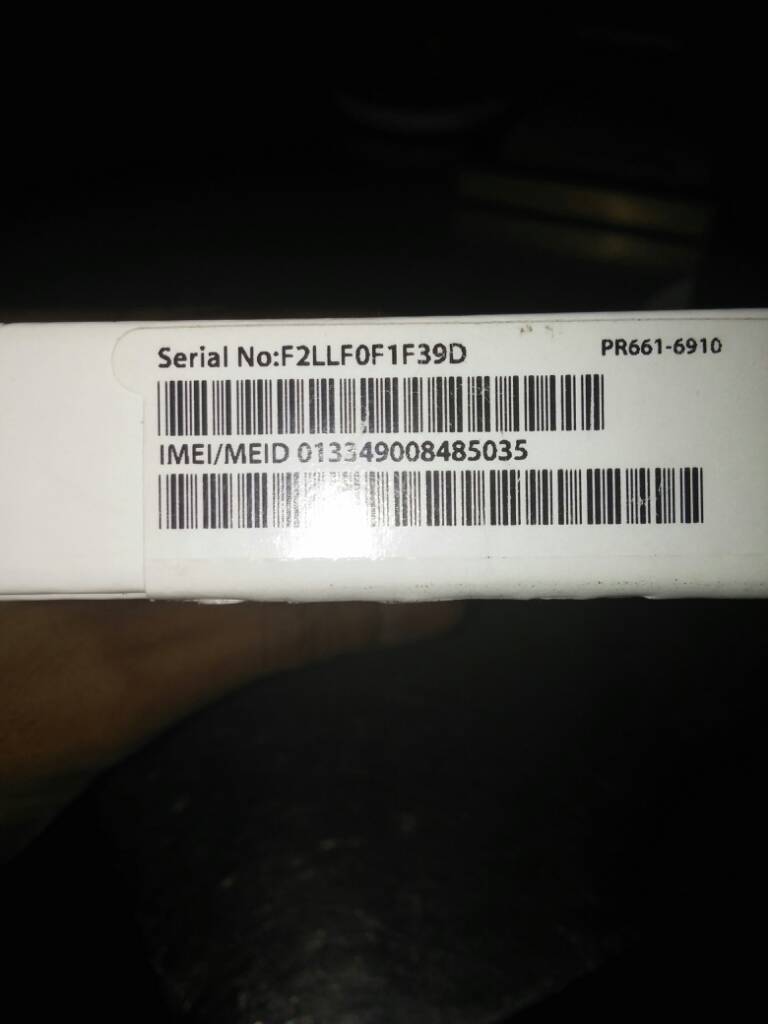 Serial No:F2LLF0F1F39D
PR661-6910
IMEI/MEID 013349008485035